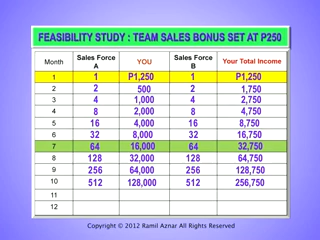 FEASIBILITY STUDY : TEAM SALES BONUS SET AT P250
Month Sales Force A YOU Sales Force B Your Total Income
1 1 P1,250 1 P1,250
2 2 500 2 1,750
3 4 1,000 4 2,750
4 8 2,000 8 4,750
5 16 4,000 16 8,750
6 32 8,000 32 16,750
7 64 16,000 64 32,750
8 128 32,000 128 64,750
9 256 64,000 256 128,750
10 512 128,000 512 256,750
11
12
Copyright © 2012 Ramil Aznar All Rights Reserved